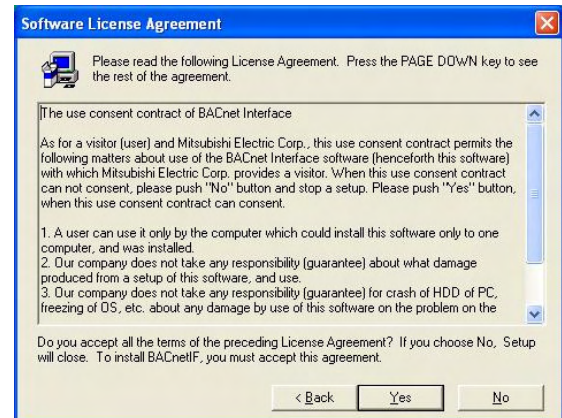 Software License Agreement
Please read the following License Agreement. Press the PAGE DOWN key to see
the rest of the agreement.
The use consent contract of BACnet Interface
As for a visitor (user) and Mitsubishi Electric Corp., this use consent contract permits the
following matters about use of the BACnet Interface software (henceforth this software)
with which Mitsubishi Electric Corp. provides a visitor. When this use consent contract
can not consent, please push "No" button and stop a setup. Please push "Yes" button,
when this use consent contract can consent.
1. A user can use it only by the computer which could install this software only to one
computer, and was installed.
2. Our company does not take any responsibility (guarantee) about what damage
produced from a setup of this software, and use.
3. Our company does not take any responsibility (guarantee) for crash of HDD of PC,
freezing of OS, etc. about any damage by use of this software on the problem on the
Do you accept all the terms of the preceding License Agreement? If you choose No, Setup
will close. To install BACnetIF, you must accept this agreement.
< Back
Yes
No